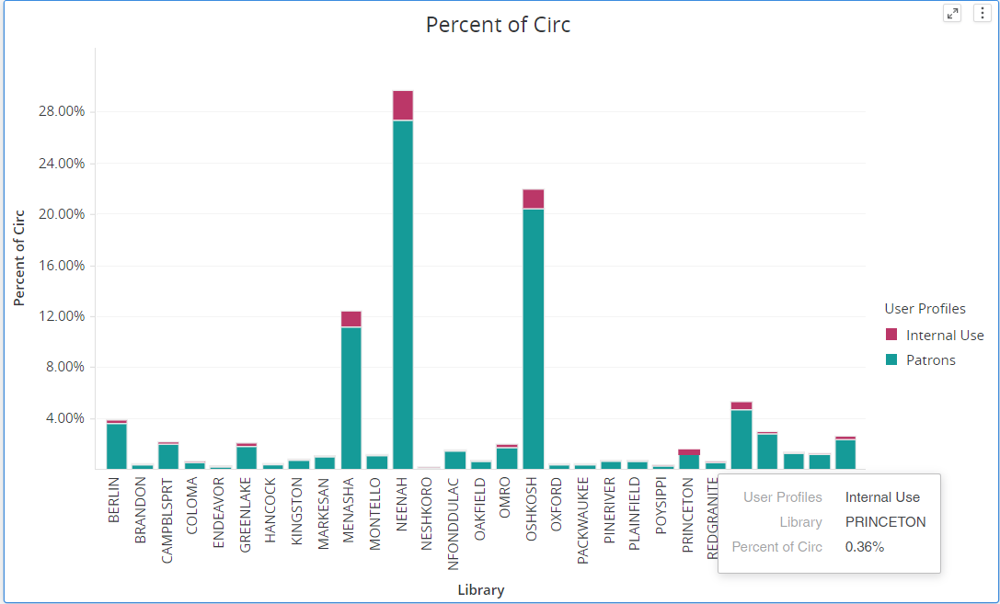 Percent of Circ
28.00%
24.00%
20.00%
16.00%
12.00%
8.00%
4.00%
Percent of Circ
BERLIN
BRANDON
CAMPBLSPRT
COLOMA
ENDEAVOR
GREENLAKE
HANCOCK
KINGSTON
MARKESAN
MENASHA
MONTELLO
NEENAH
NESHKORO
NFONDDULAC
OAKFIELD
OMRO
OSHKOSH
OXFORD
PACKWAUKEE
PINERIVER
PLAINFIELD
POYSIPPI
PRINCETON
REDGRANITE
Library
User Profiles
Internal Use
Patrons
User Profiles Internal Use
Library PRINCETON
Percent of Circ 0.36%